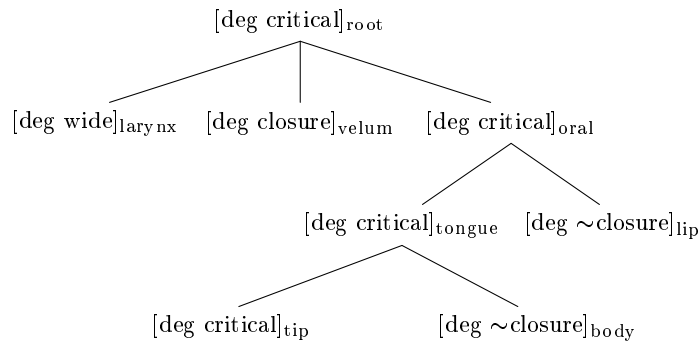 [deg critical]root
[deg wide]larynx [deg closure]velum [deg critical]oral
[deg critical]tongue [deg ~closure]lip
[deg critical]tip [deg ~closure]body